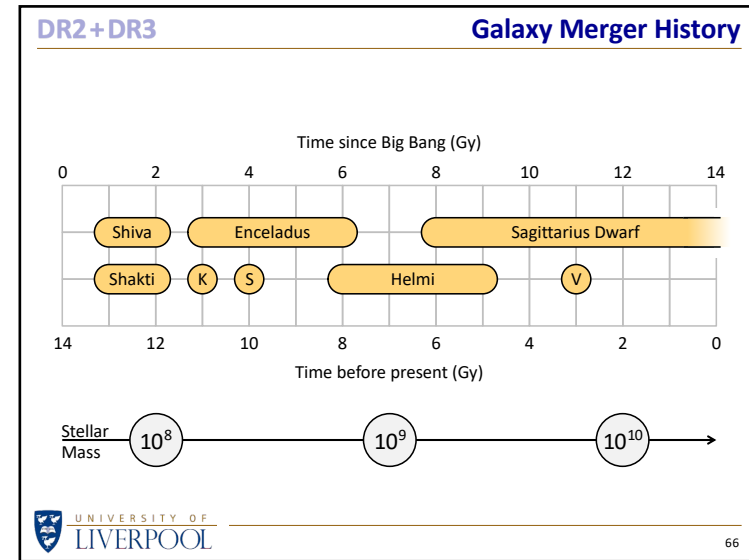 DR2+DR3 Galaxy Merger History
Time since Big Bang (Gy)
0 2 4 6 8 10 12 14
Shiva Enceladus Sagittarius Dwarf
Shakti K S Helmi V
14 12 10 8 6 4 2 0
Time before present (Gy)
Stellar
Mass
10⁸ 10⁹ 10¹⁰
UNIVERSITY OF
LIVERPOOL
66